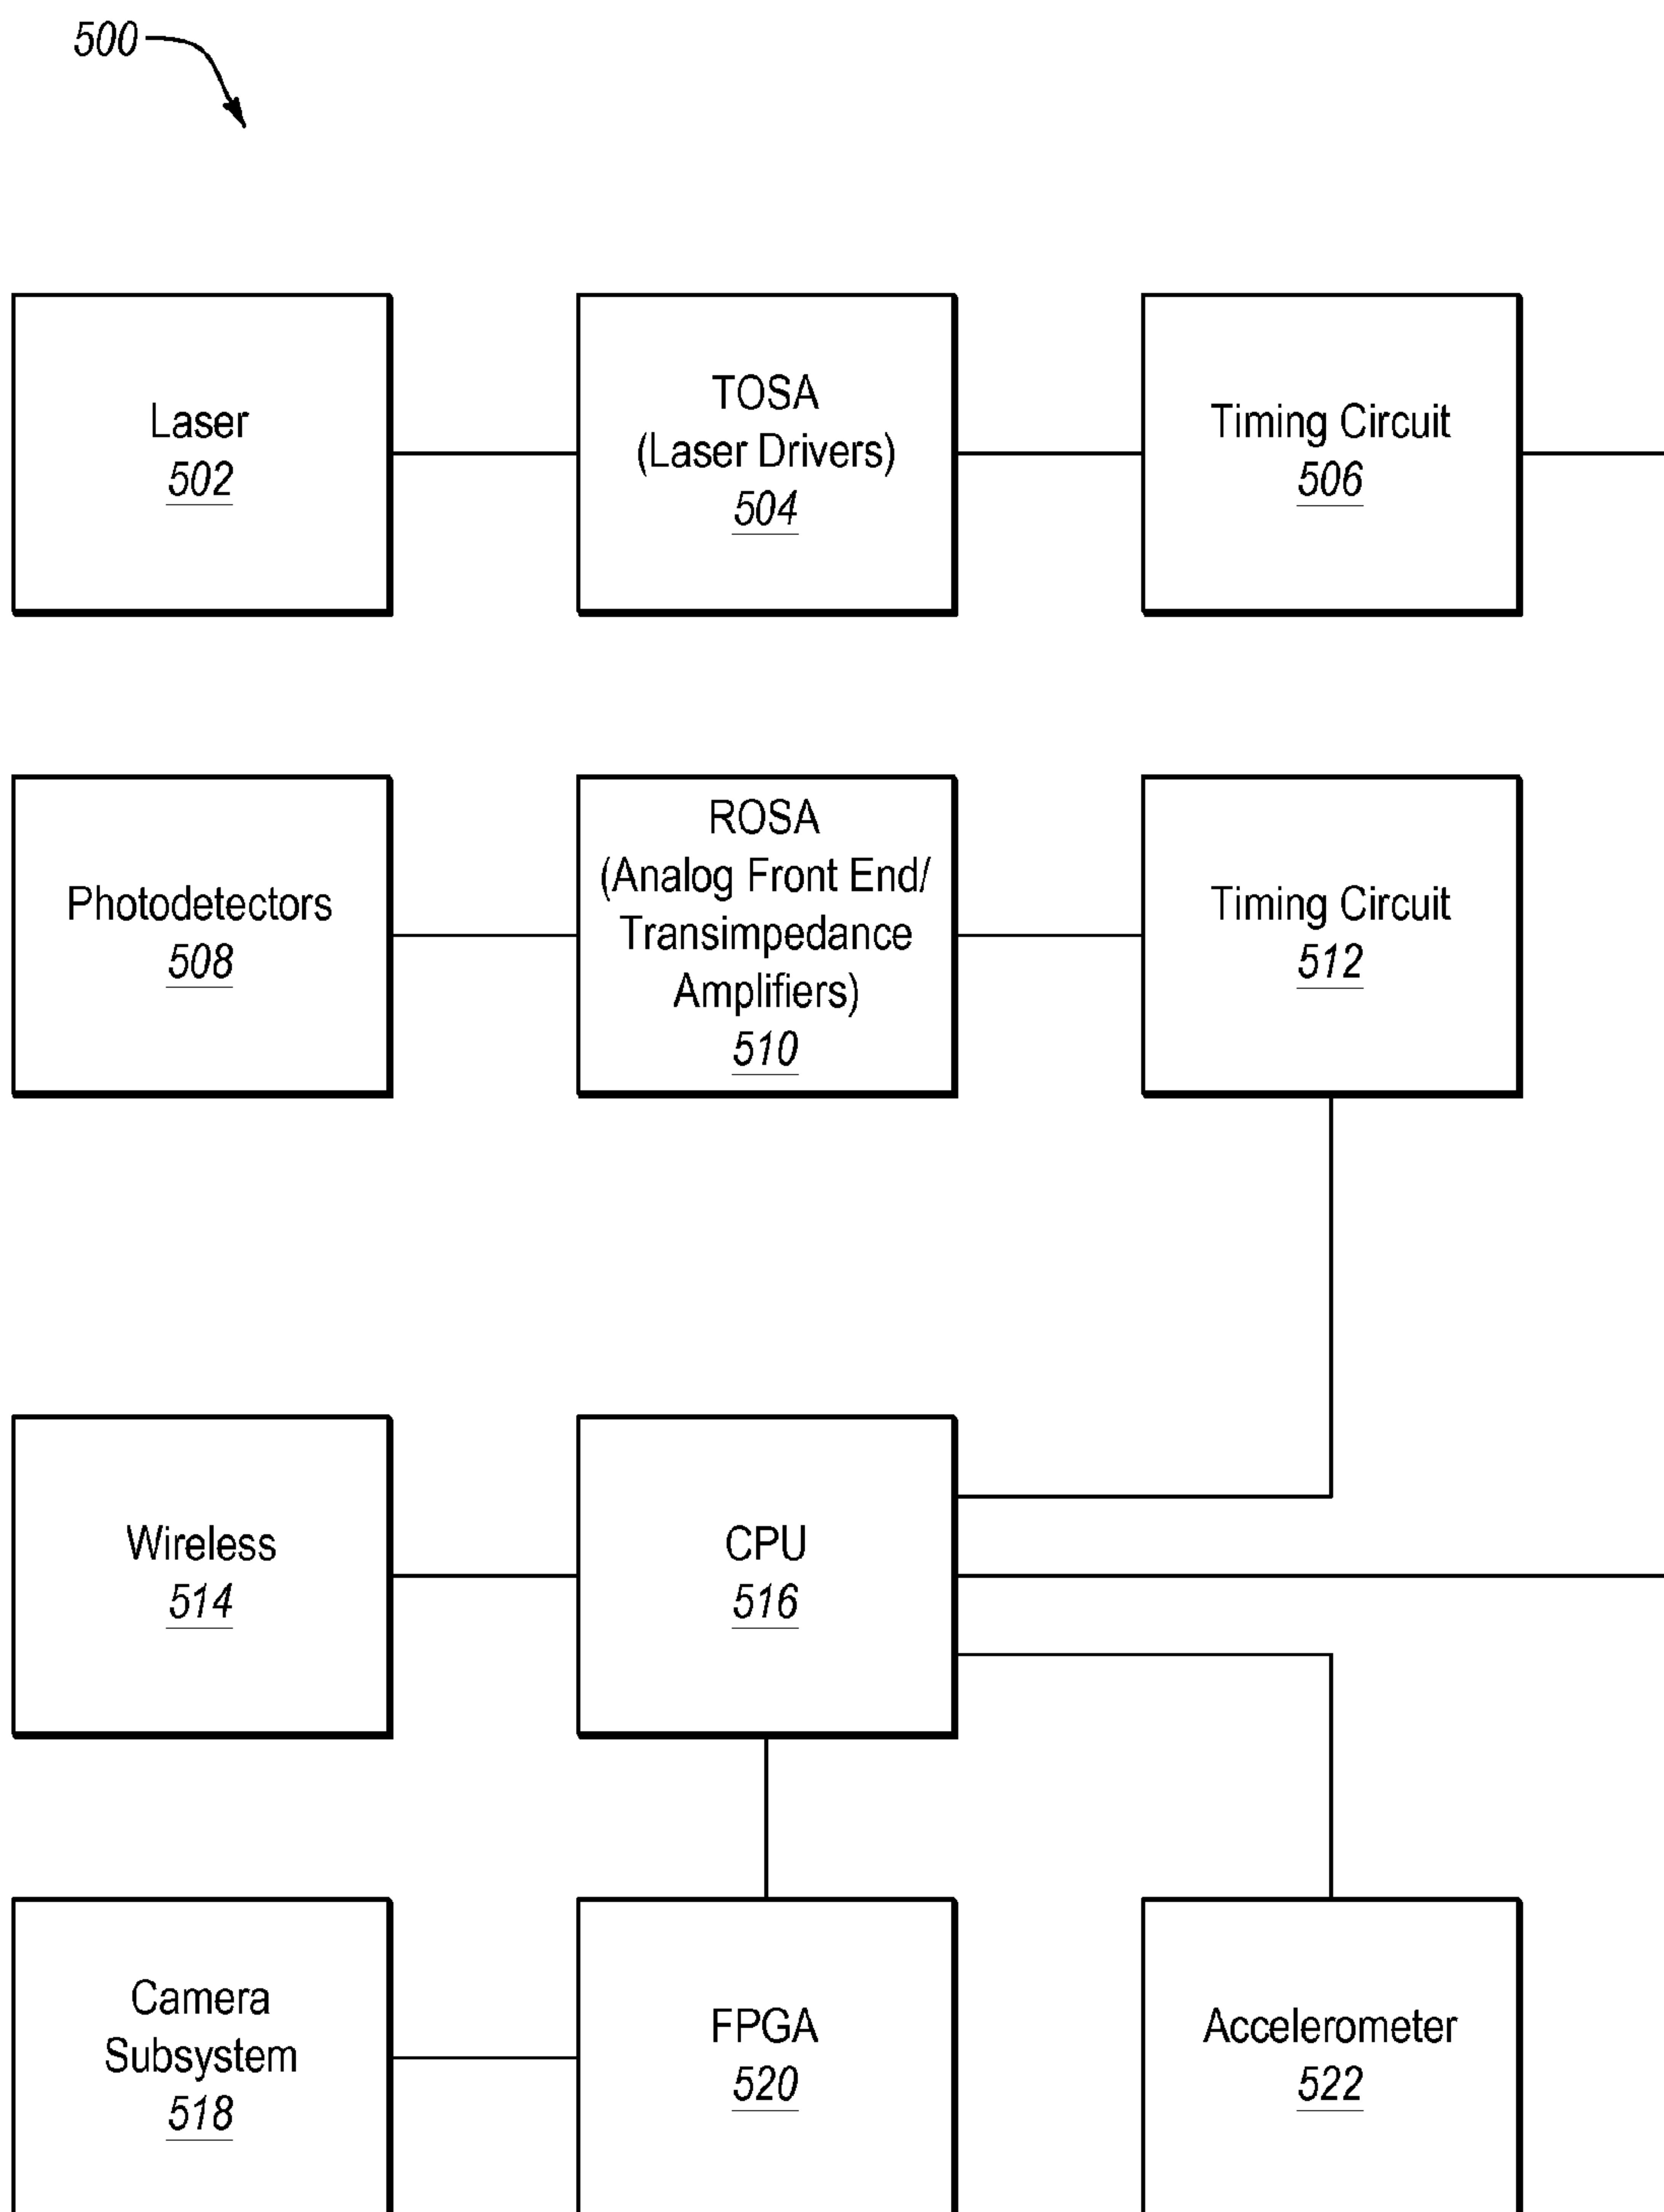 500
Laser
502
TOSA
(Laser Drivers)
504
Timing Circuit
506
Photodetectors
508
ROSA
(Analog Front End/
Transimpedance
Amplifiers)
510
Timing Circuit
512
Wireless
514
CPU
516
Camera
Subsystem
518
FPGA
520
Accelerometer
522